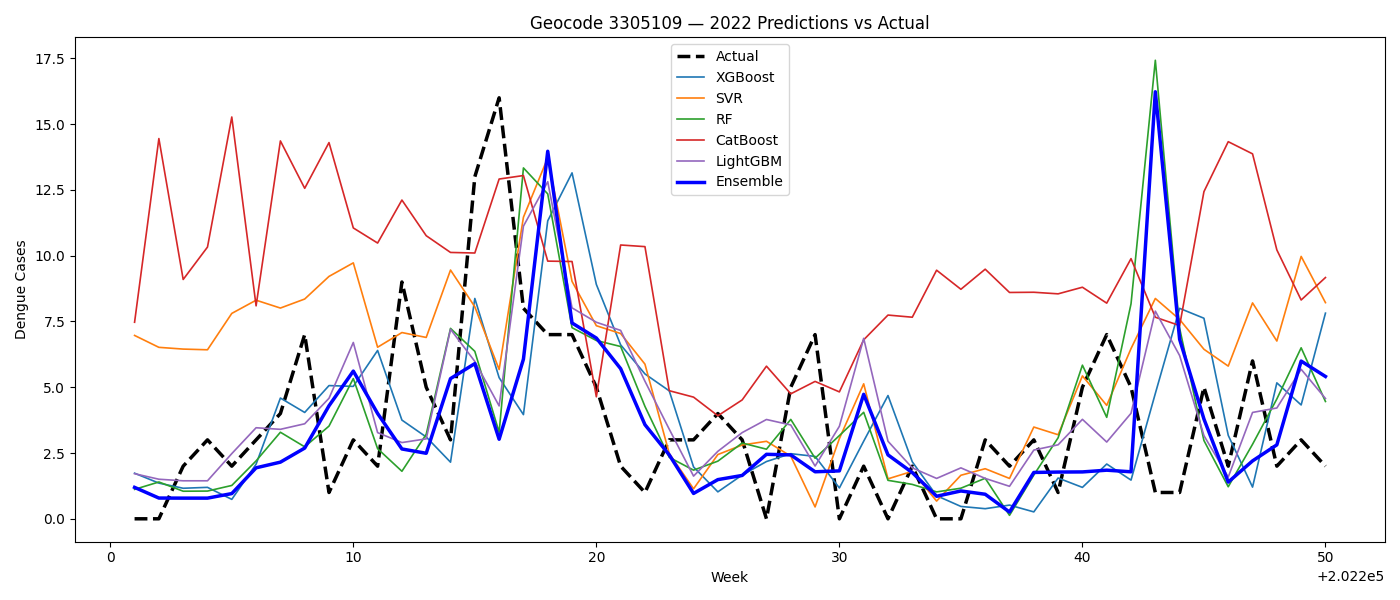 Geocode 3305109 — 2022 Predictions vs Actual
Dengue Cases
17.5
15.0
12.5
10.0
7.5
5.0
2.5
0.0
Actual
XGBoost
SVR
RF
CatBoost
LightGBM
Ensemble
0
10
20
30
40
50
+2.022e5
Week